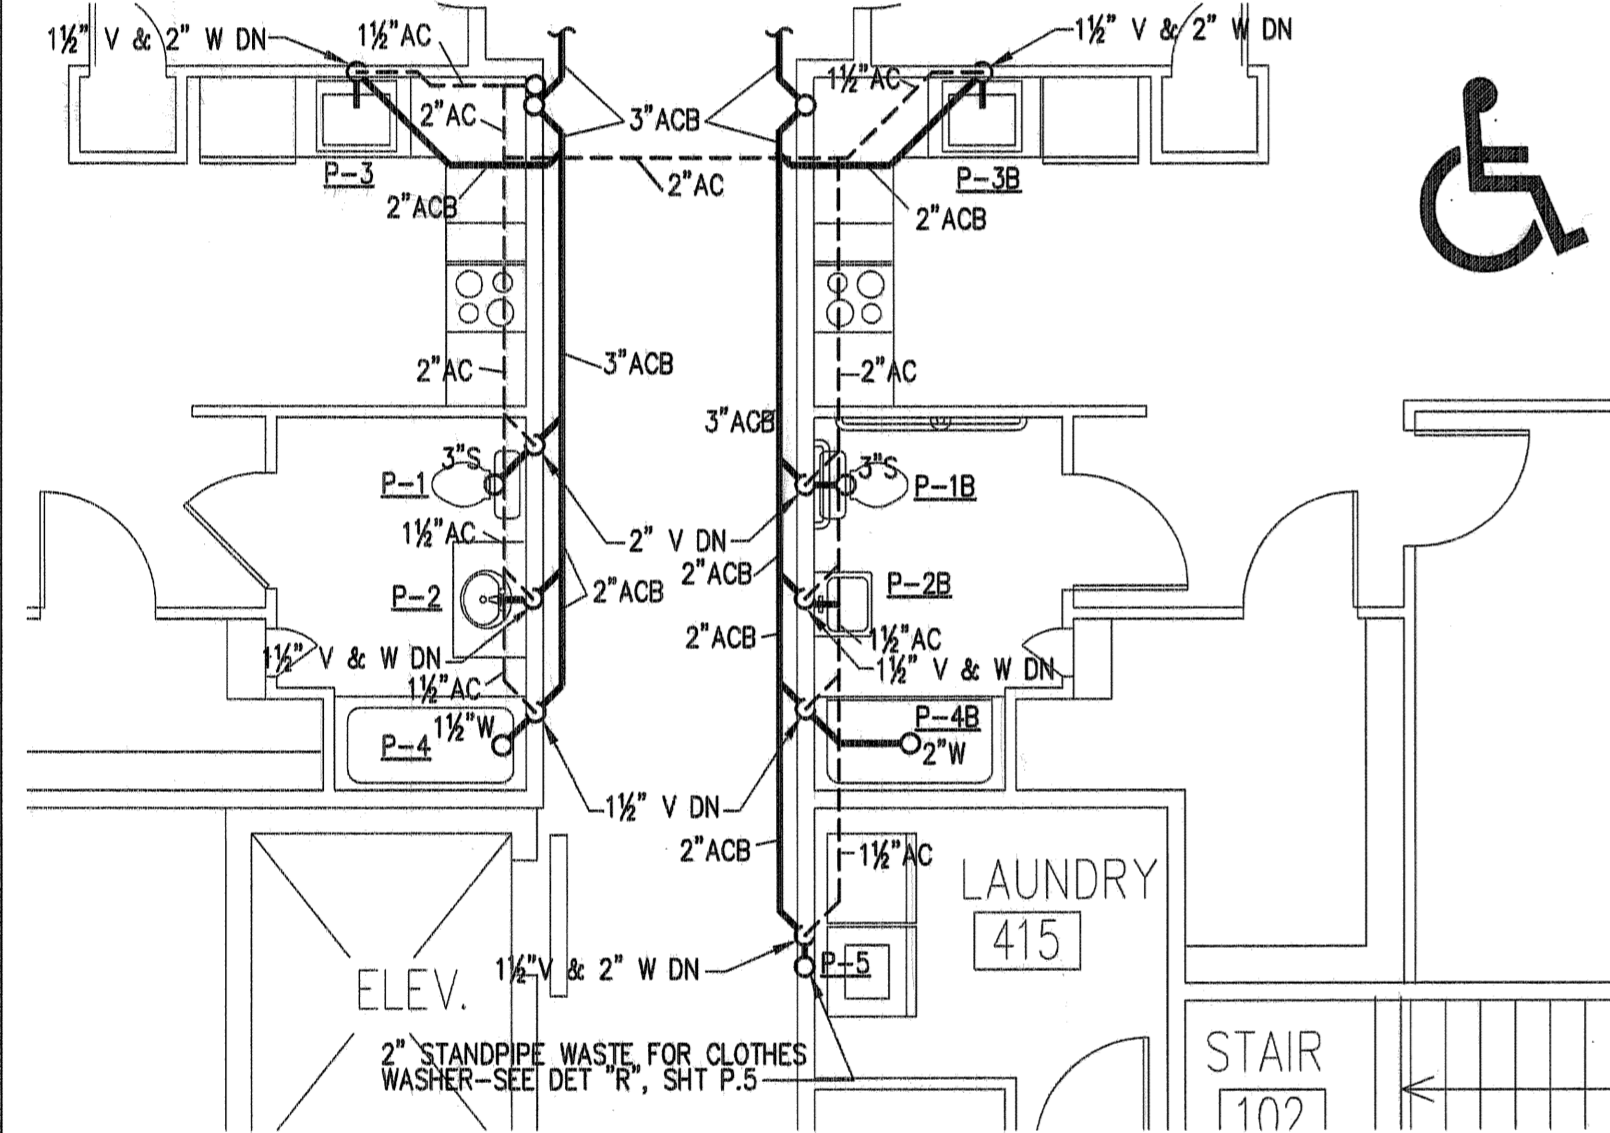 1½" V & 2" W DN
1½"AC
1½" V & 2" W DN
1½"AC
2"AC
3"ACB
P-3
2"AC
P-3B
2"ACB
2"ACB
2"AC
3"ACB
2"AC
3"ACB
3"S
3"S
P-1
P-1B
1½"AC
2" V DN
2"ACB
P-2
2"ACB
P-2B
2"ACB
1½"AC
1½" V & W DN
1½" V & W DN
1½"AC
1½"W
P-4
P-4B
2"W
1½" V DN
2"ACB
1½"AC
LAUNDRY
415
1½"V & 2" W DN
P-5
ELEV.
2" STANDPIPE WASTE FOR CLOTHES
WASHER-SEE DET "R", SHT P.5
STAIR
102